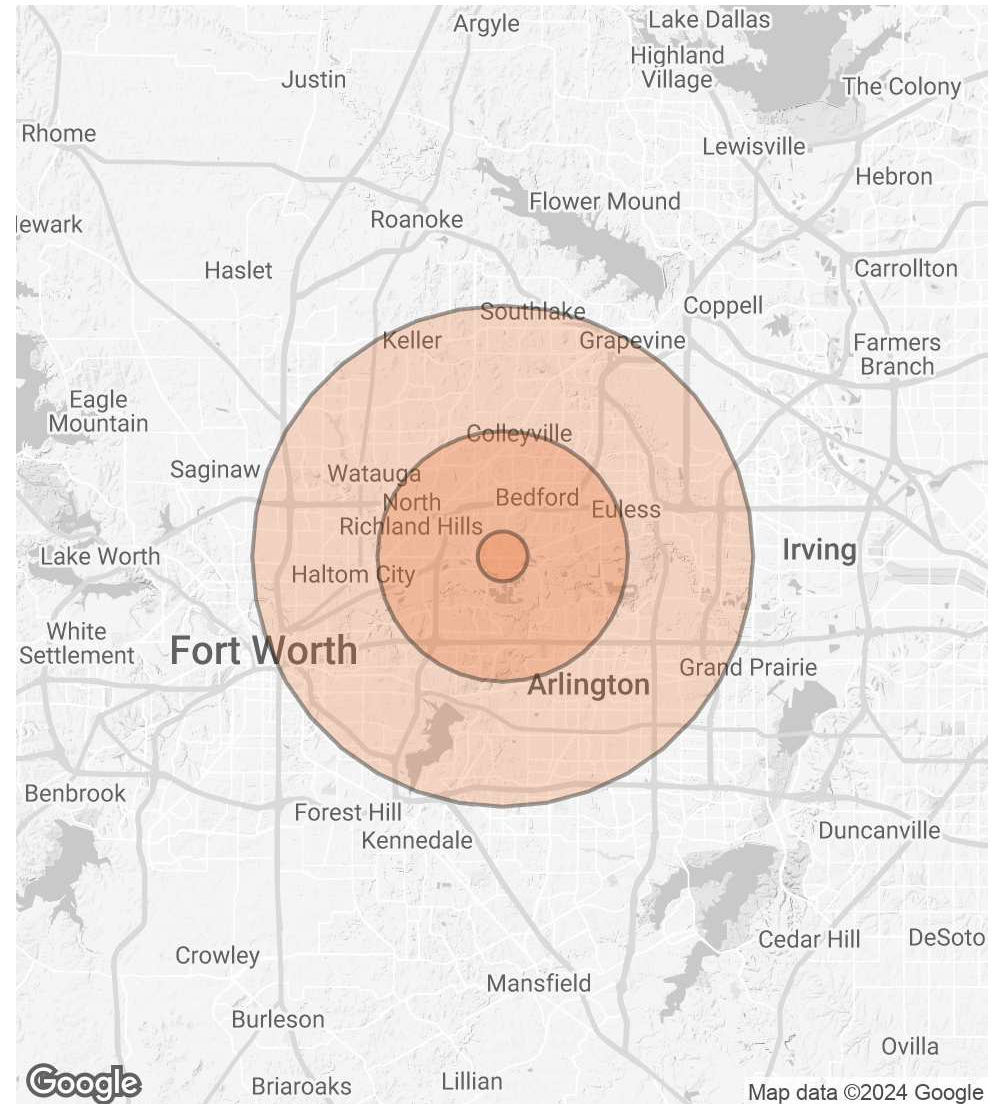 Argyle
Lake Dallas
Highland
Village
Justin
The Colony
Rhome
Lewisville
Hebron
Flower Mound
Roanoke
lewark
Haslet
Carrollton
Coppell
Southlake
Keller
Grapevine
Farmers
Branch
Eagle
Mountain
Colleyville
Saginaw
Watauga
North
Richland Hills
Bedford
Euless
Lake Worth
Irving
Haltom City
White
Settlement
Fort Worth
Grand Prairie
Arlington
Benbrook
Forest Hill
Kennedale
Duncanville
Cedar Hill
DeSoto
Crowley
Mansfield
Burleson
Ovilla
Google
Briaroaks
Lillian
Map data ©2024 Google